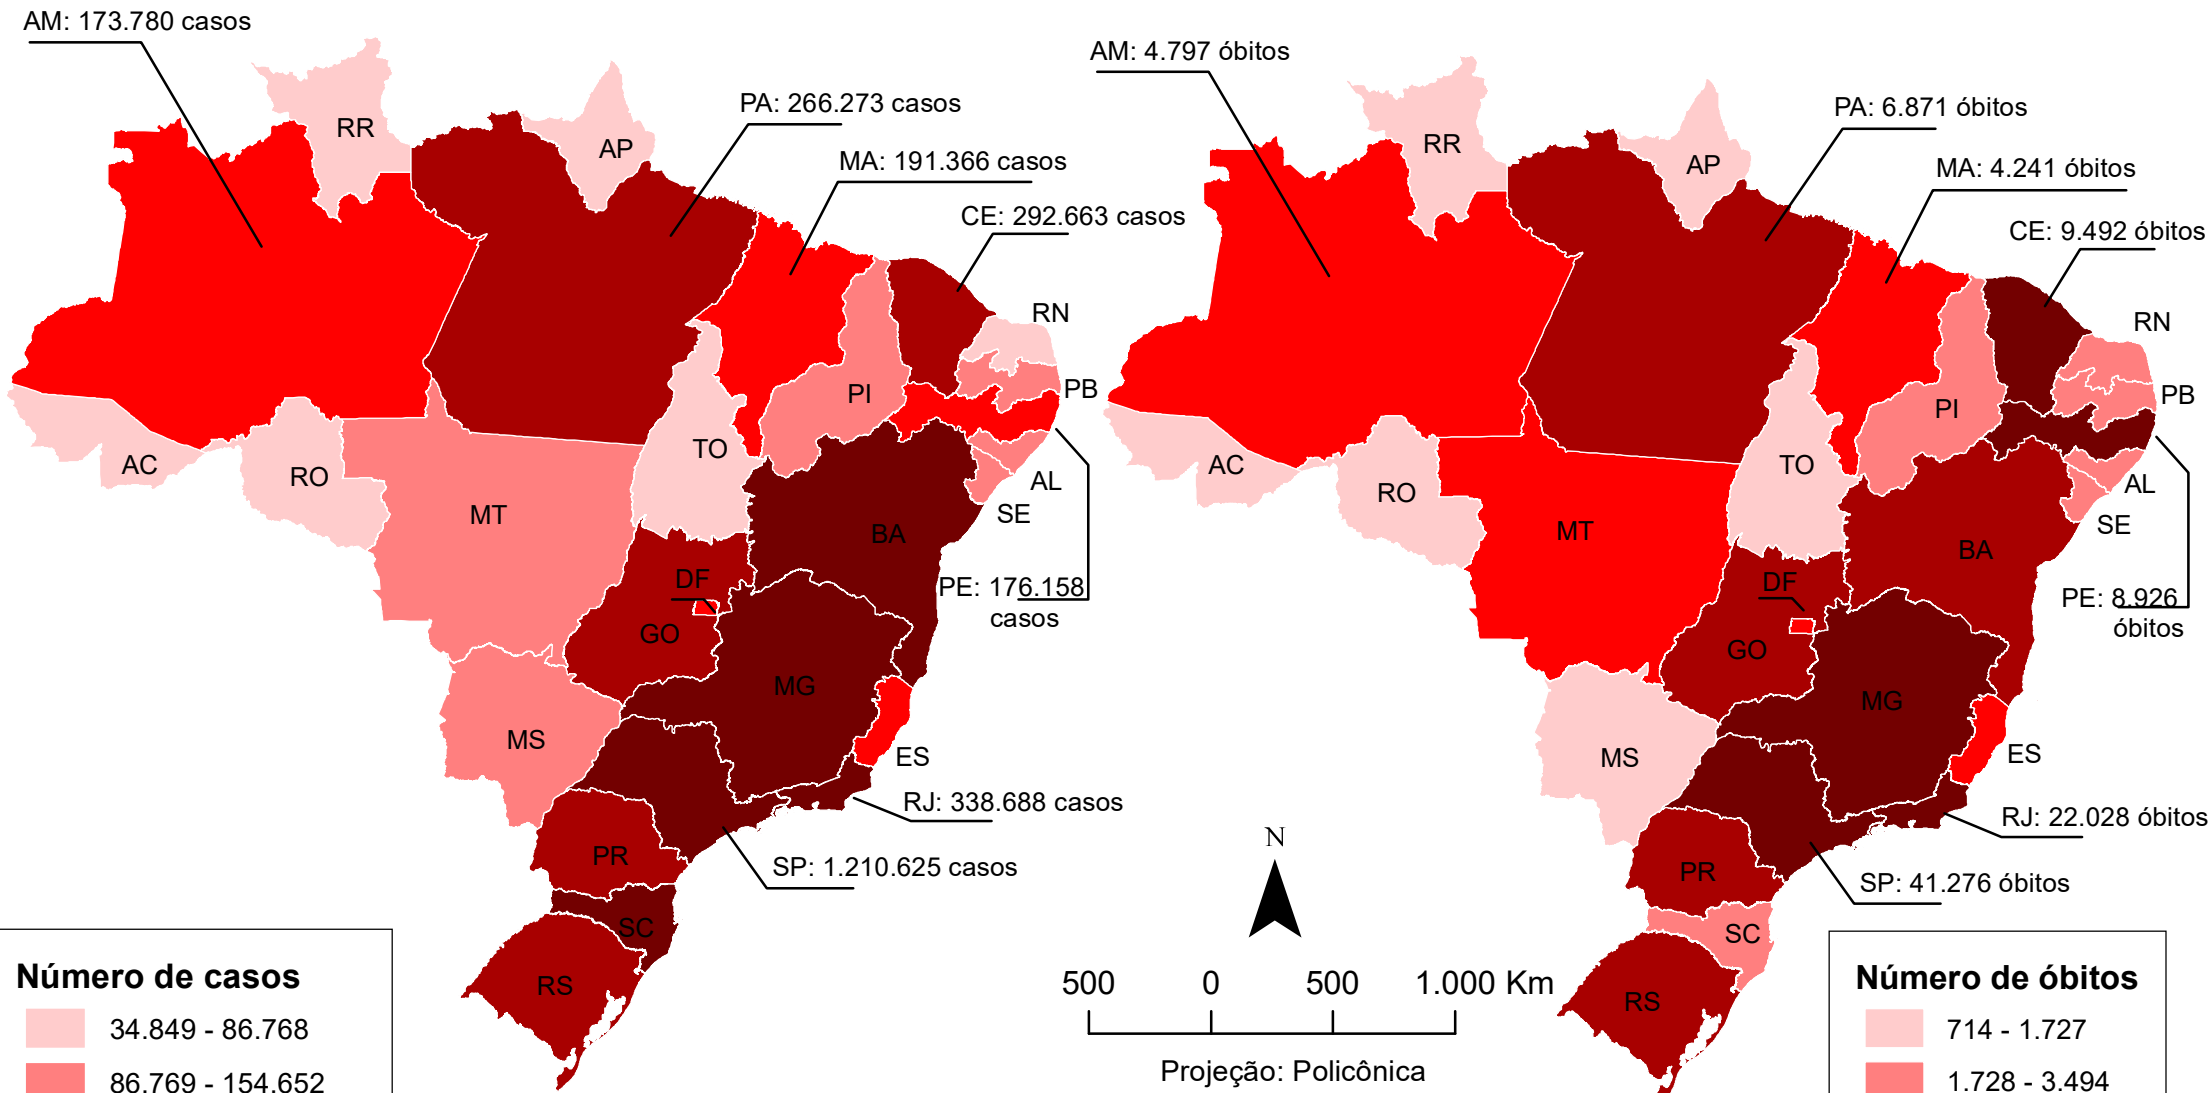 AM: 173.780 casos
RR
AP
PA: 266.273 casos
MA: 191.366 casos
CE: 292.663 casos
RN
PB
PI
TO
AC
RO
MT
AL
SE
BA
DF
PE: 176.158
casos
GO
MG
MS
ES
RJ: 338.688 casos
PR
SP: 1.210.625 casos
SC
RS
Número de casos
34.849 - 86.768
86.769 - 154.652
AM: 4.797 óbitos
RR
AP
PA: 6.871 óbitos
MA: 4.241 óbitos
CE: 9.492 óbitos
RN
PB
PI
TO
AC
RO
MT
AL
SE
BA
DF
PE: 8.926
óbitos
GO
MG
MS
ES
RJ: 22.028 óbitos
PR
SP: 41.276 óbitos
SC
RS
N
500 0 500 1.000 Km
Projeção: Policônica
Número de óbitos
714 - 1.727
1.728 - 3.494